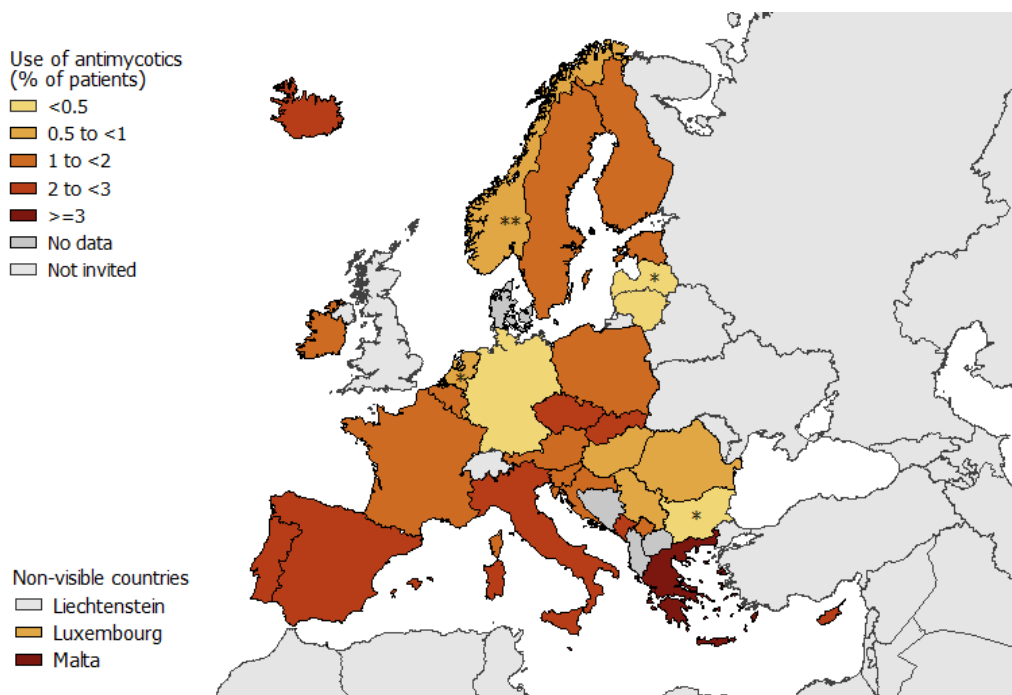 Use of antimycotics
(% of patients)
<0.5
0.5 to <1
1 to <2
2 to <3
>=3
No data
Not invited
**
*
*
*
Non-visible countries
Liechtenstein
Luxembourg
Malta